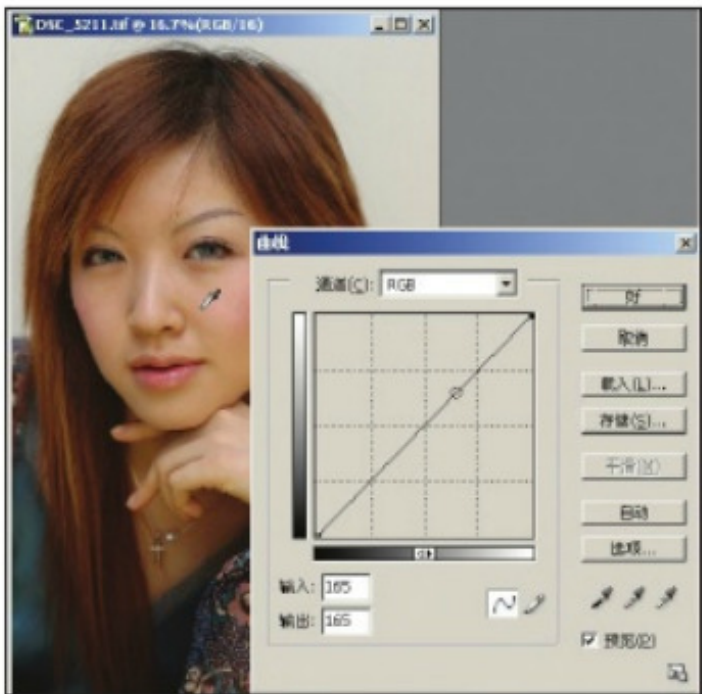 DSC_5211.tif @ 16.7%(RGB/16)
曲线
通道(C): RGB
好
取消
载入(L)...
存储(S)...
平滑(M)
自动
选项...
输入: 165
输出: 165
预览(P)